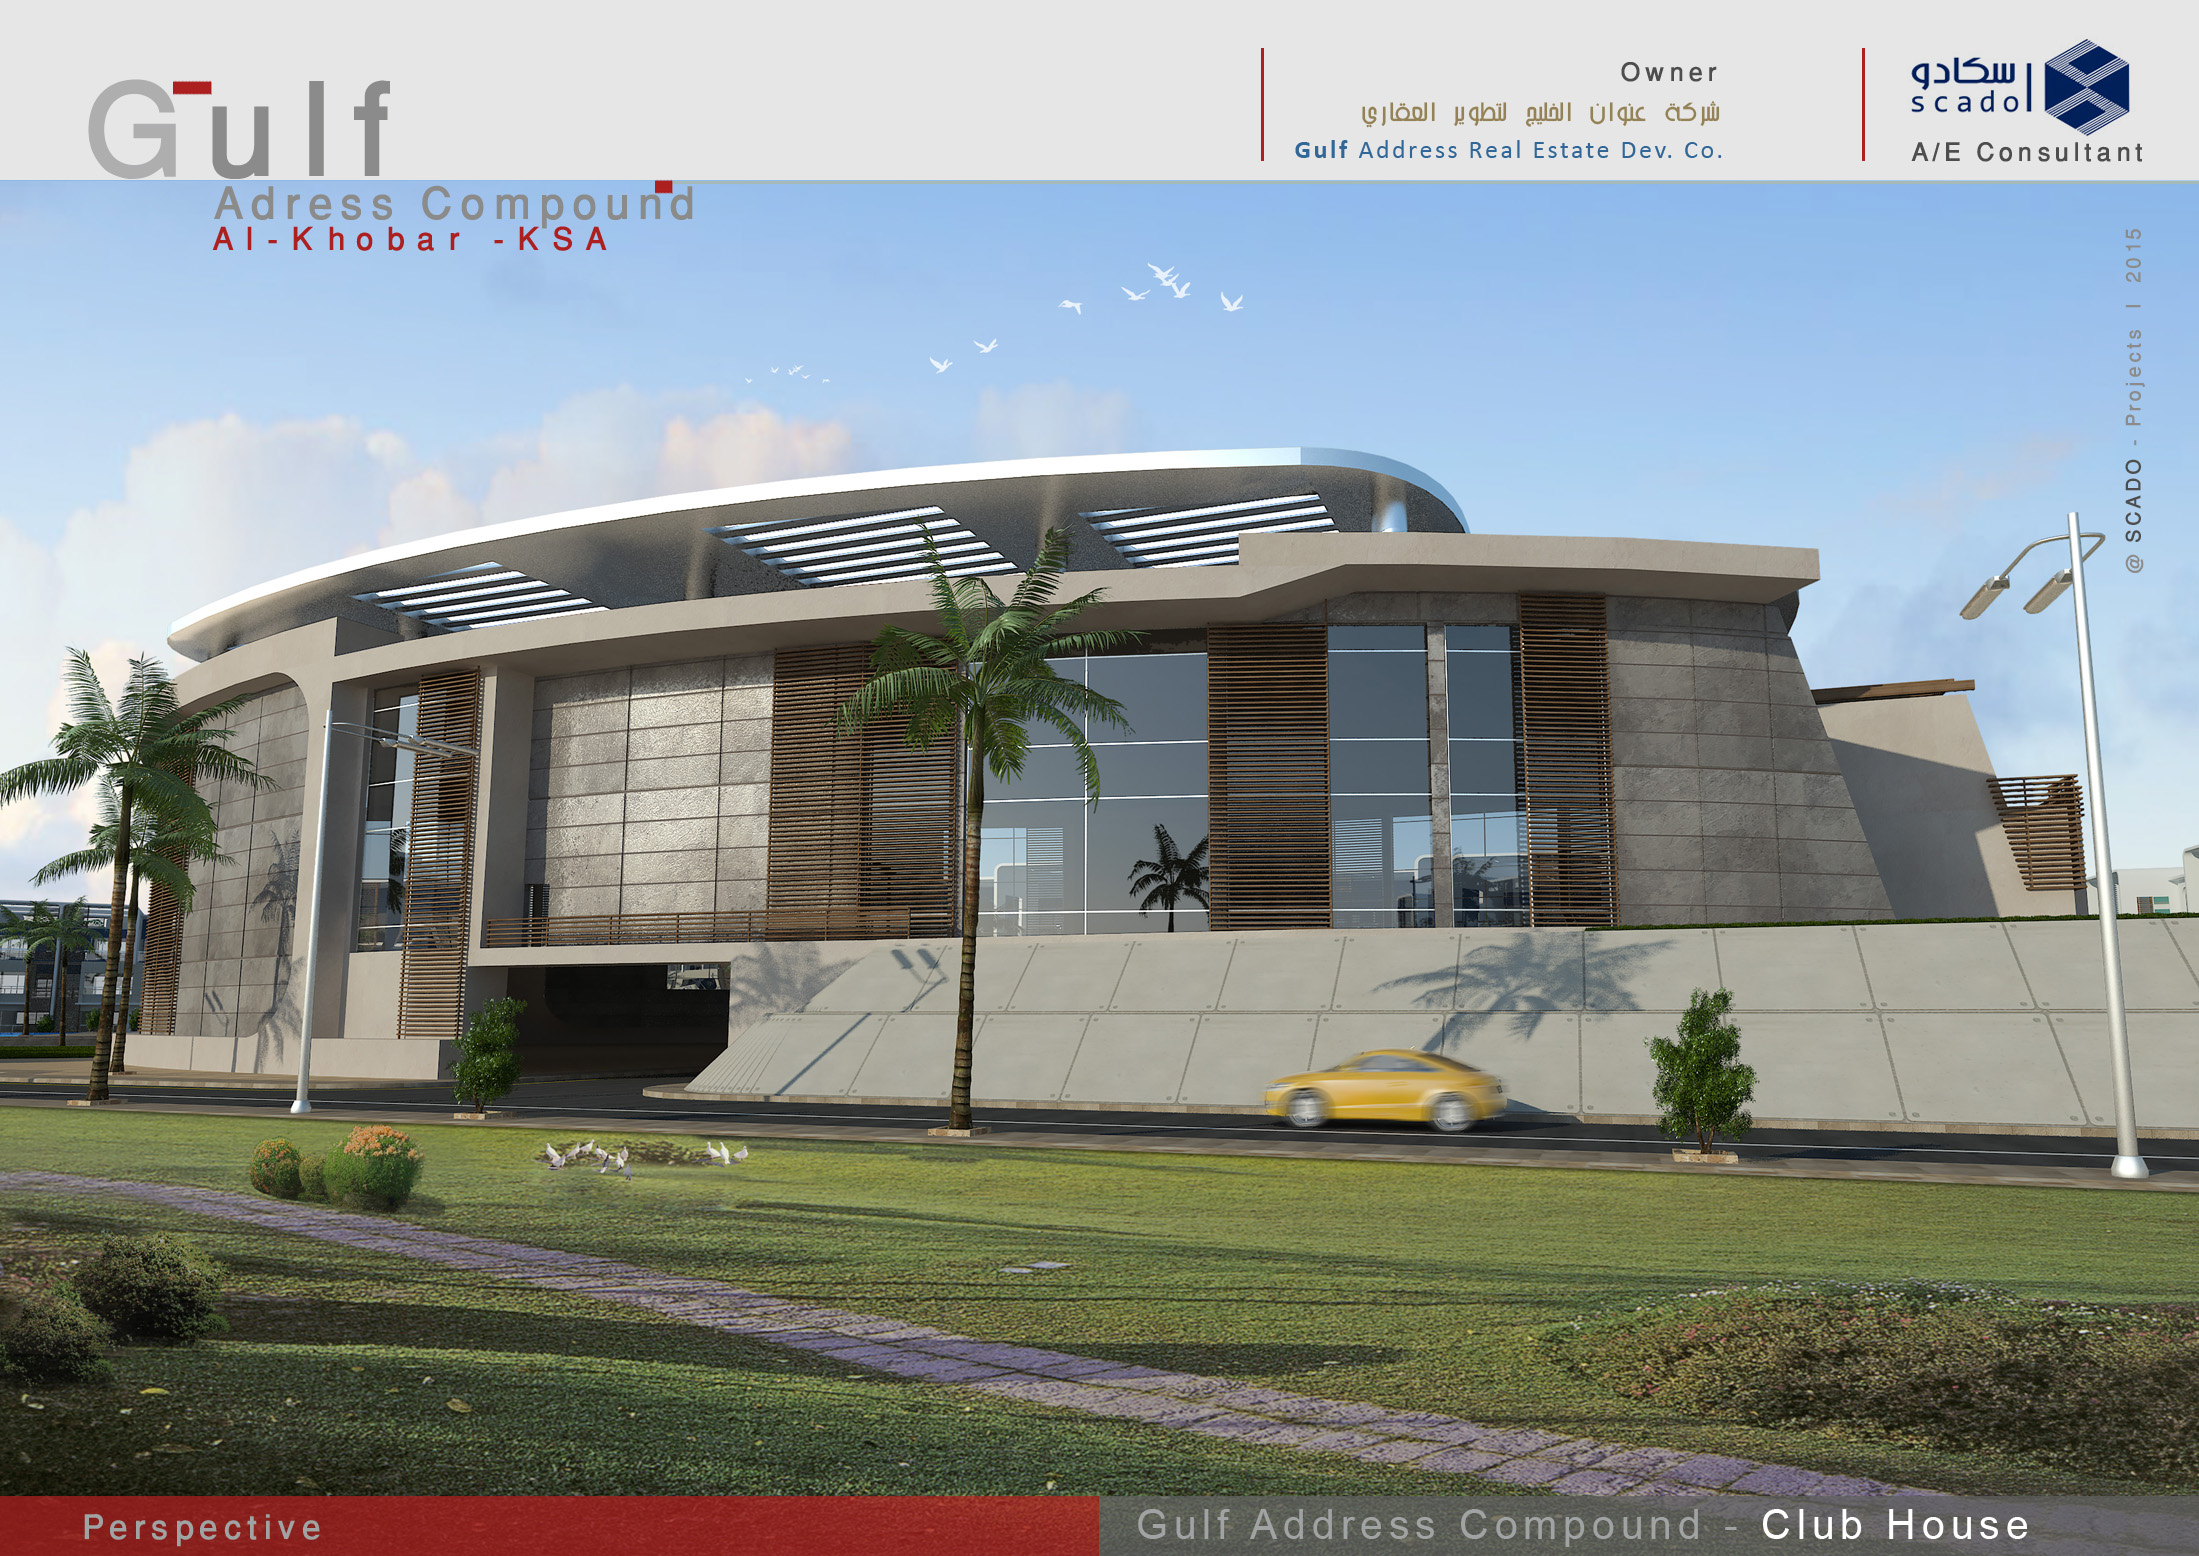 Gulf
Adress Compound
Al-Khobar -KSA
Owner
شركة عنوان الخليج لتطوير العقاري
Gulf Address Real Estate Dev. Co.
سكادو
scado
A/E Consultant
@ SCADO - Projects I 2015
Perspective
Gulf Address Compound - Club House